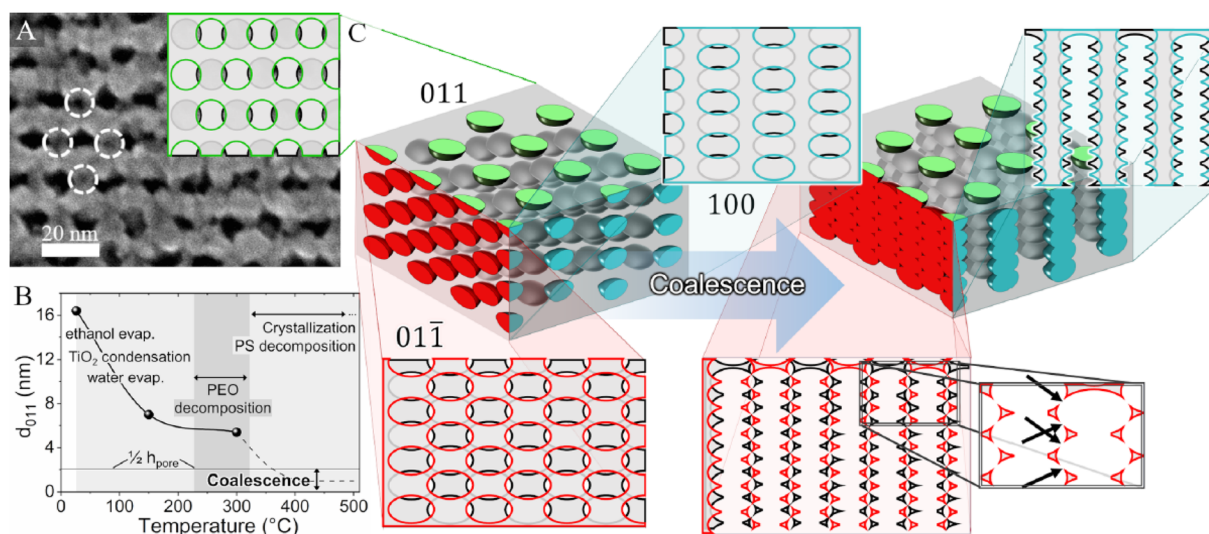 A
C
20 nm
011
100
Coalescence
011̅
B
16
12
8
4
0
d₀₁₁ (nm)
ethanol evap.
TiO₂ condensation
water evap.
Crystallization
PS decomposition
PEO
decomposition
½ hₚₒᵣₑ
Coalescence
0 100 200 300 400 500
Temperature (°C)